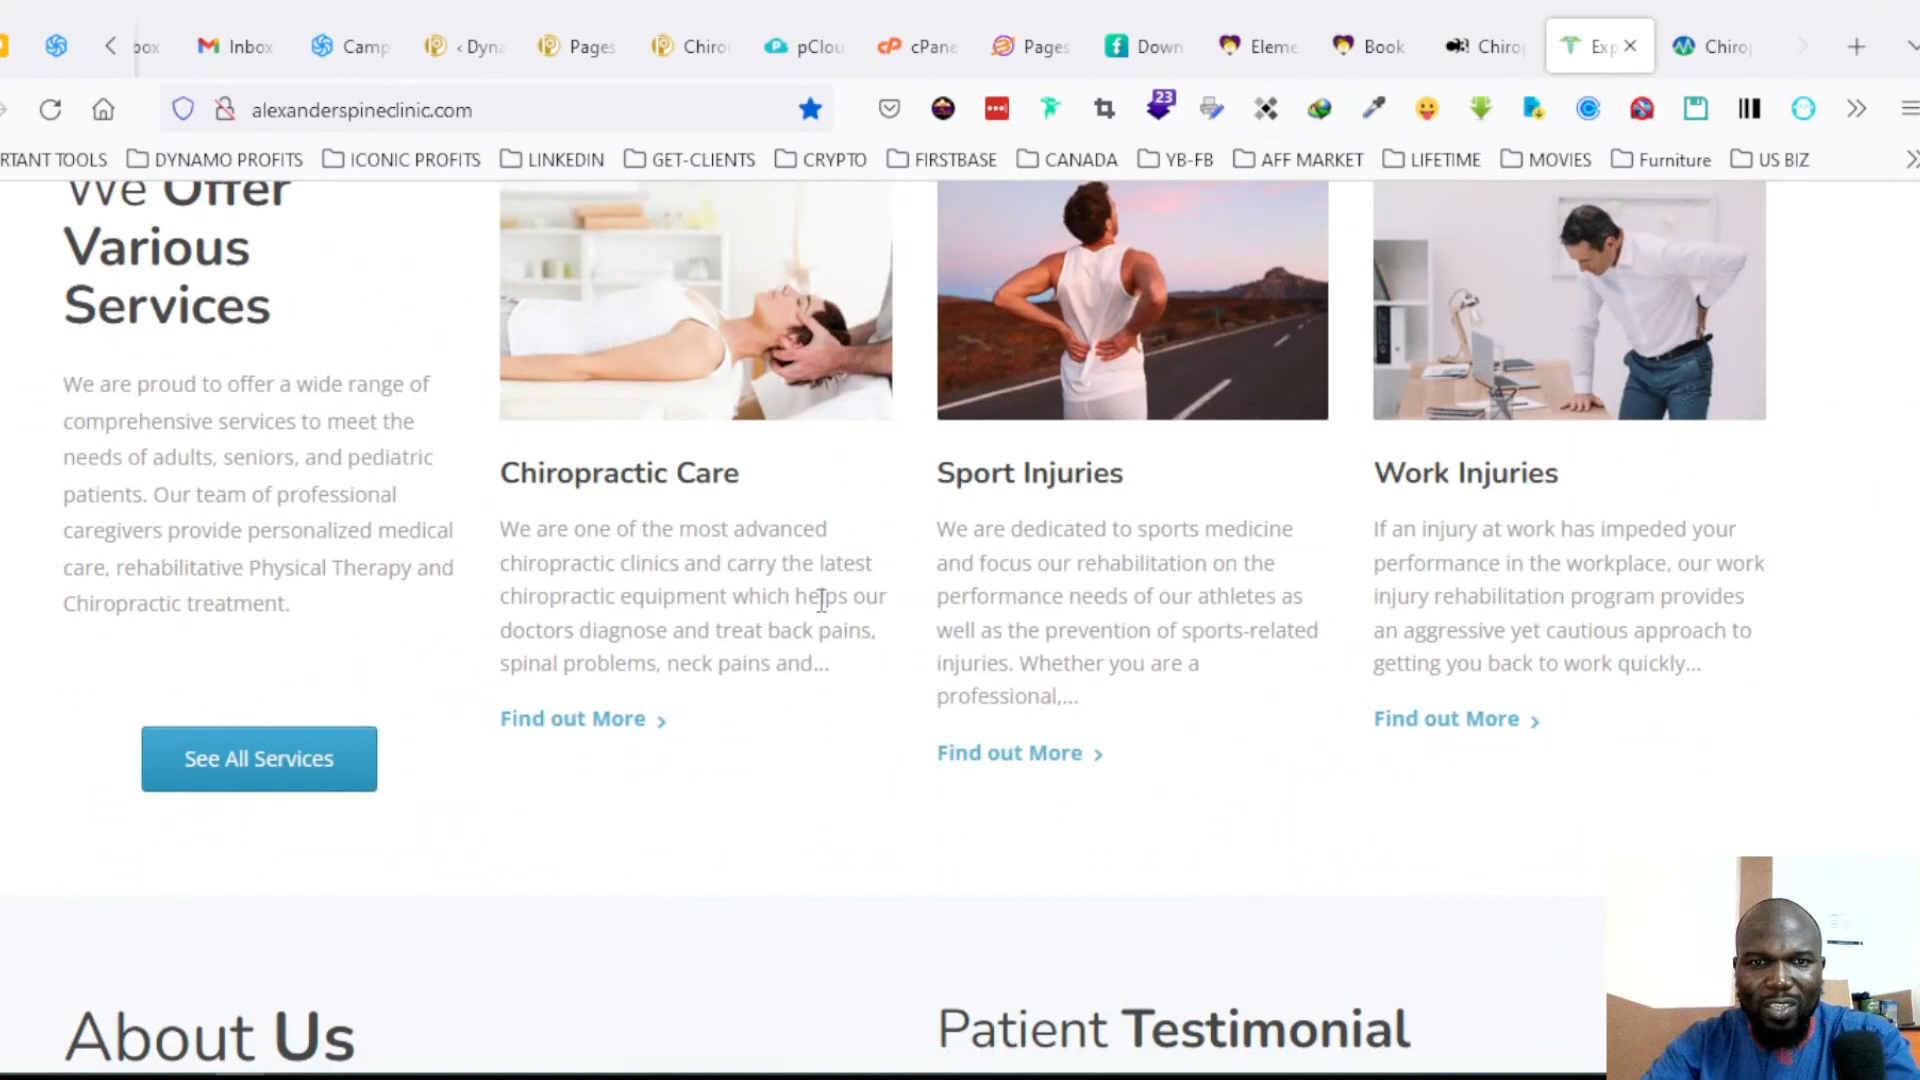 box
Inbox
Camp
‹ Dyna
Pages
Chiro
pClou
cPane
Pages
Down
Eleme
Book
Chiro
Exp
Chiro
alexanderspineclinic.com
23
RTANT TOOLS
DYNAMO PROFITS
ICONIC PROFITS
LINKEDIN
GET-CLIENTS
CRYPTO
FIRSTBASE
CANADA
YB-FB
AFF MARKET
LIFETIME
MOVIES
Furniture
US BIZ
We Offer
Various
Services
We are proud to offer a wide range of
comprehensive services to meet the
needs of adults, seniors, and pediatric
patients. Our team of professional
caregivers provide personalized medical
care, rehabilitative Physical Therapy and
Chiropractic treatment.
See All Services
Chiropractic Care
We are one of the most advanced
chiropractic clinics and carry the latest
chiropractic equipment which helps our
doctors diagnose and treat back pains,
spinal problems, neck pains and...
Find out More
Sport Injuries
We are dedicated to sports medicine
and focus our rehabilitation on the
performance needs of our athletes as
well as the prevention of sports-related
injuries. Whether you are a
professional,...
Find out More
Work Injuries
If an injury at work has impeded your
performance in the workplace, our work
injury rehabilitation program provides
an aggressive yet cautious approach to
getting you back to work quickly...
Find out More
About Us
Patient Testimonial